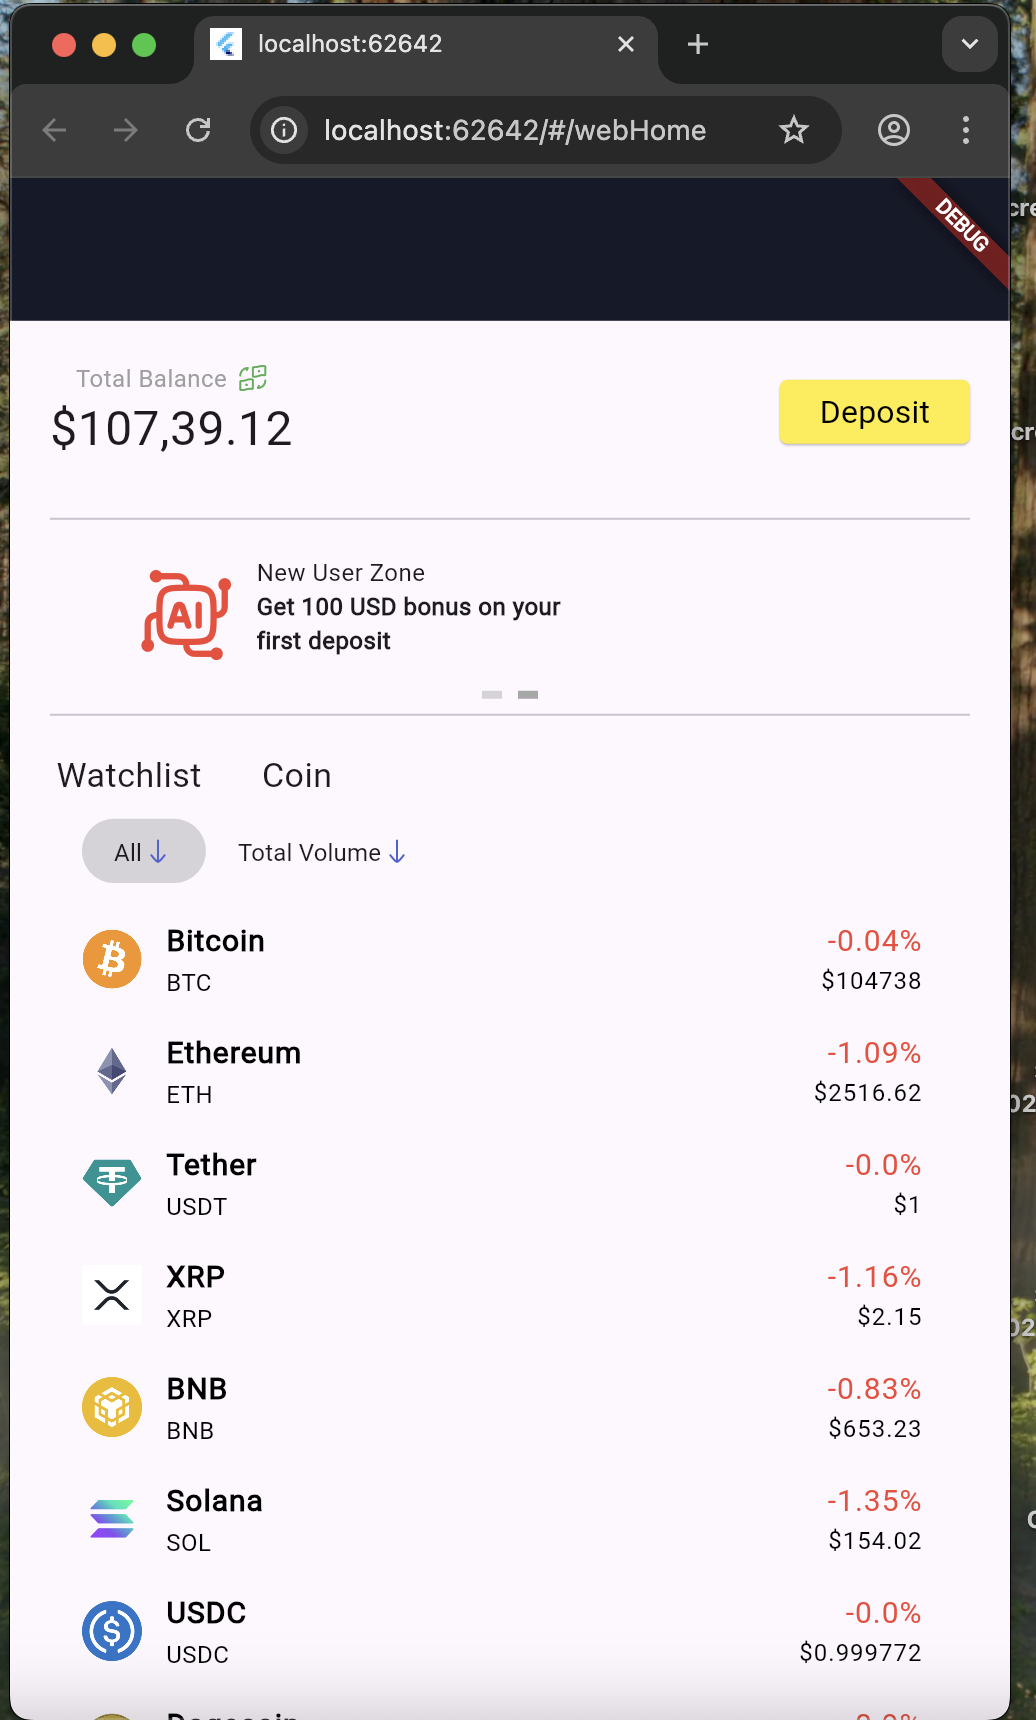 localhost:62642
localhost:62642/#/webHome
DEBUG
Total Balance
$107,39.12
Deposit
AI
New User Zone
Get 100 USD bonus on your
first deposit
Watchlist Coin
All Total Volume
Bitcoin -0.04%
BTC $104738
Ethereum -1.09%
ETH $2516.62
Tether -0.0%
USDT $1
XRP -1.16%
XRP $2.15
BNB -0.83%
BNB $653.23
Solana -1.35%
SOL $154.02
USDC -0.0%
USDC $0.999772